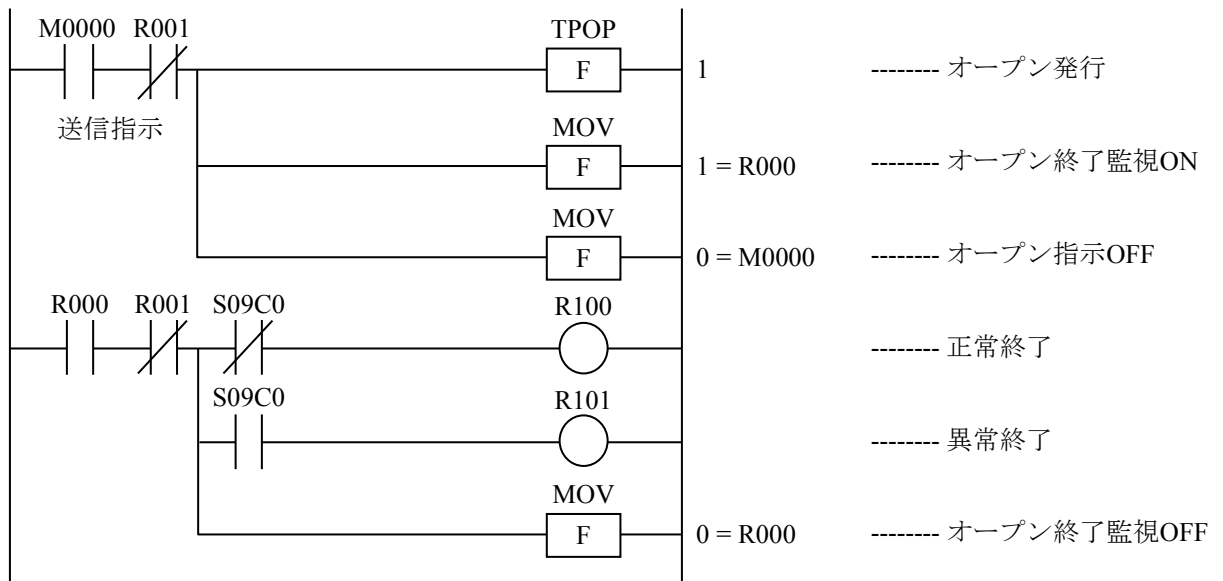 M0000 R001 TPOP
F 1 -------- オープン発行
送信指示
MOV
F 1 = R000 -------- オープン終了監視ON
MOV
F 0 = M0000 -------- オープン指示OFF
R000 R001 S09C0 R100
-------- 正常終了
S09C0 R101
-------- 異常終了
MOV
F 0 = R000 -------- オープン終了監視OFF